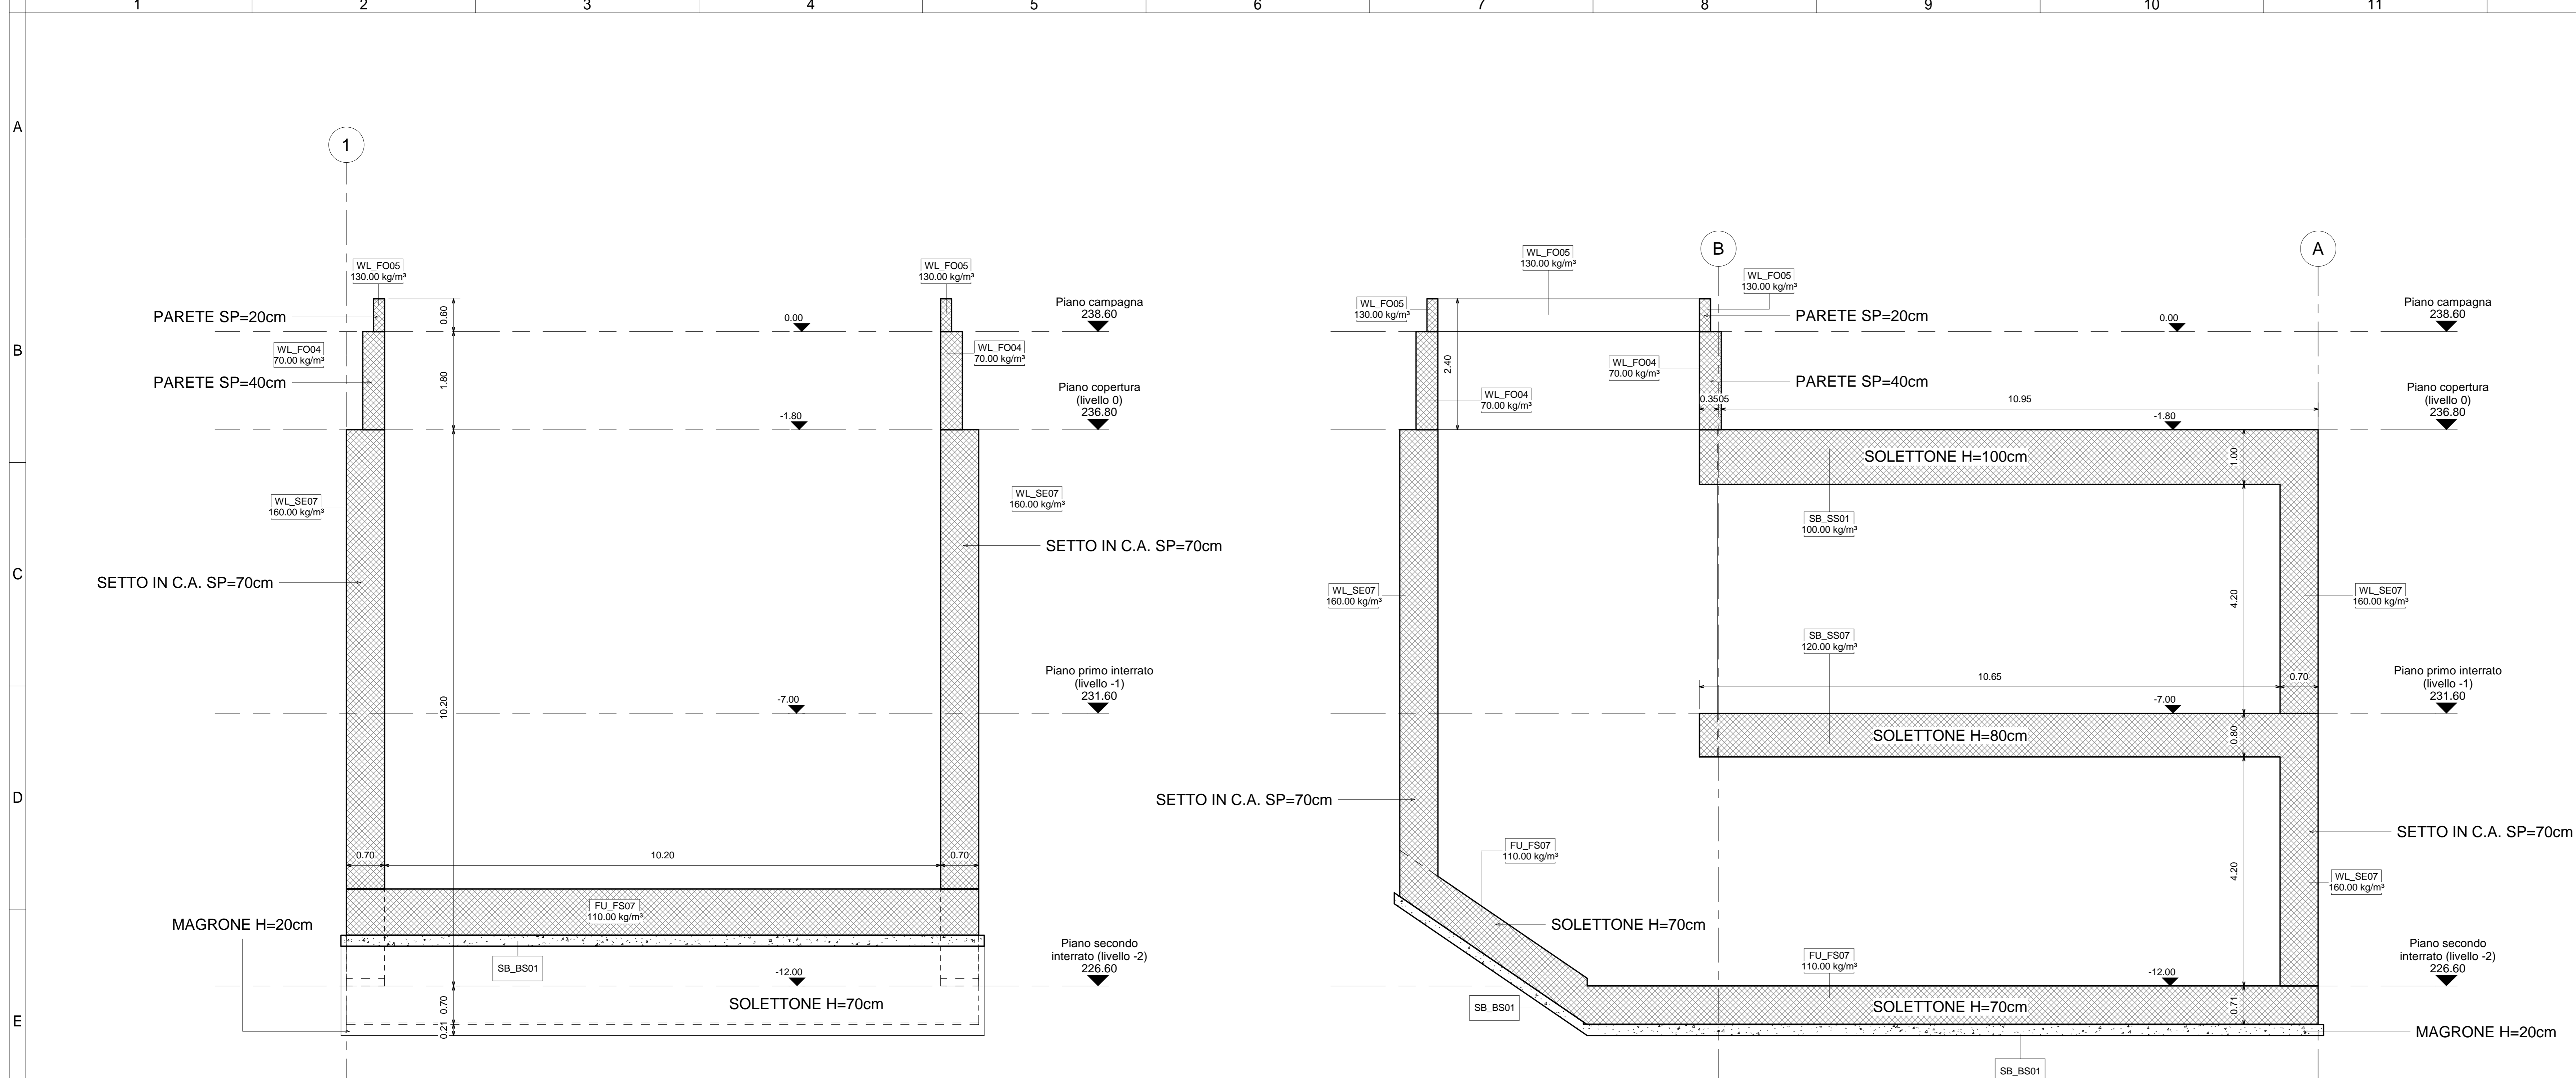 1
2
3
4
5
6
7
8
9
10
11
A
B
C
D
E
1
WL_FO05
130.00 kg/m³
WL_FO05
130.00 kg/m³
PARETE SP=20cm
0.60
0.00
Piano campagna
238.60
WL_FO04
70.00 kg/m³
WL_FO04
70.00 kg/m³
PARETE SP=40cm
1.80
-1.80
Piano copertura
(livello 0)
236.80
WL_SE07
160.00 kg/m³
WL_SE07
160.00 kg/m³
SETTO IN C.A. SP=70cm
SETTO IN C.A. SP=70cm
10.20
-7.00
Piano primo interrato
(livello -1)
231.60
0.70
10.20
0.70
FU_FS07
110.00 kg/m³
MAGRONE H=20cm
SB_BS01
-12.00
Piano secondo
interrato (livello -2)
226.60
0.70
SOLETTONE H=70cm
0.21
B
A
WL_FO05
130.00 kg/m³
WL_FO05
130.00 kg/m³
WL_FO05
130.00 kg/m³
PARETE SP=20cm
0.00
Piano campagna
238.60
2.40
WL_FO04
70.00 kg/m³
WL_FO04
70.00 kg/m³
PARETE SP=40cm
0.3505
10.95
-1.80
Piano copertura
(livello 0)
236.80
SOLETTONE H=100cm
1.00
SB_SS01
100.00 kg/m³
WL_SE07
160.00 kg/m³
4.20
WL_SE07
160.00 kg/m³
SB_SS07
120.00 kg/m³
10.65
0.70
-7.00
Piano primo interrato
(livello -1)
231.60
SOLETTONE H=80cm
0.80
SETTO IN C.A. SP=70cm
SETTO IN C.A. SP=70cm
FU_FS07
110.00 kg/m³
4.20
WL_SE07
160.00 kg/m³
SOLETTONE H=70cm
FU_FS07
110.00 kg/m³
-12.00
Piano secondo
interrato (livello -2)
226.60
SB_BS01
SOLETTONE H=70cm
0.71
MAGRONE H=20cm
SB_BS01